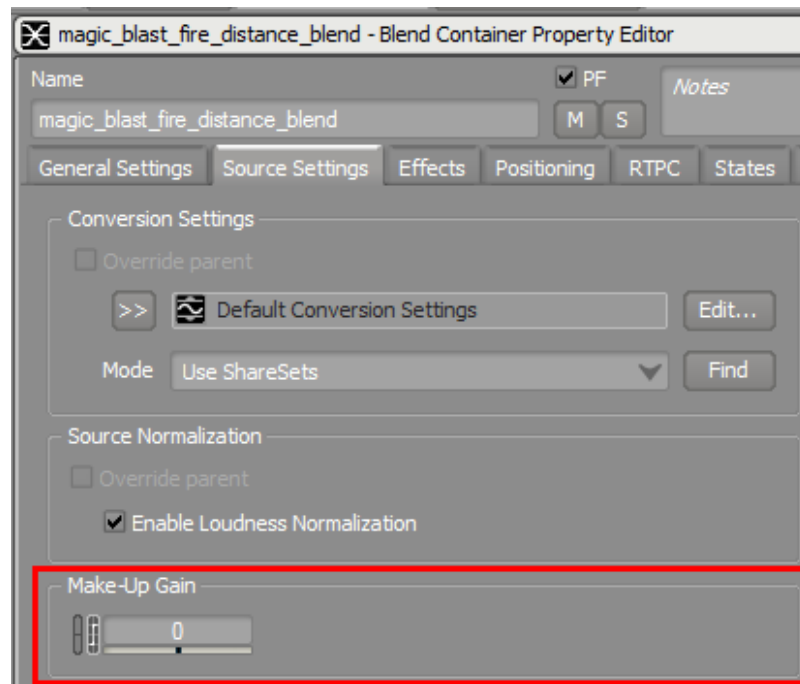 magic_blast_fire_distance_blend - Blend Container Property Editor
Name
PF
Notes
magic_blast_fire_distance_blend
M S
General Settings Source Settings Effects Positioning RTPC States
Conversion Settings
Override parent
>> Default Conversion Settings Edit...
Mode Use ShareSets Find
Source Normalization
Override parent
Enable Loudness Normalization
Make-Up Gain
0